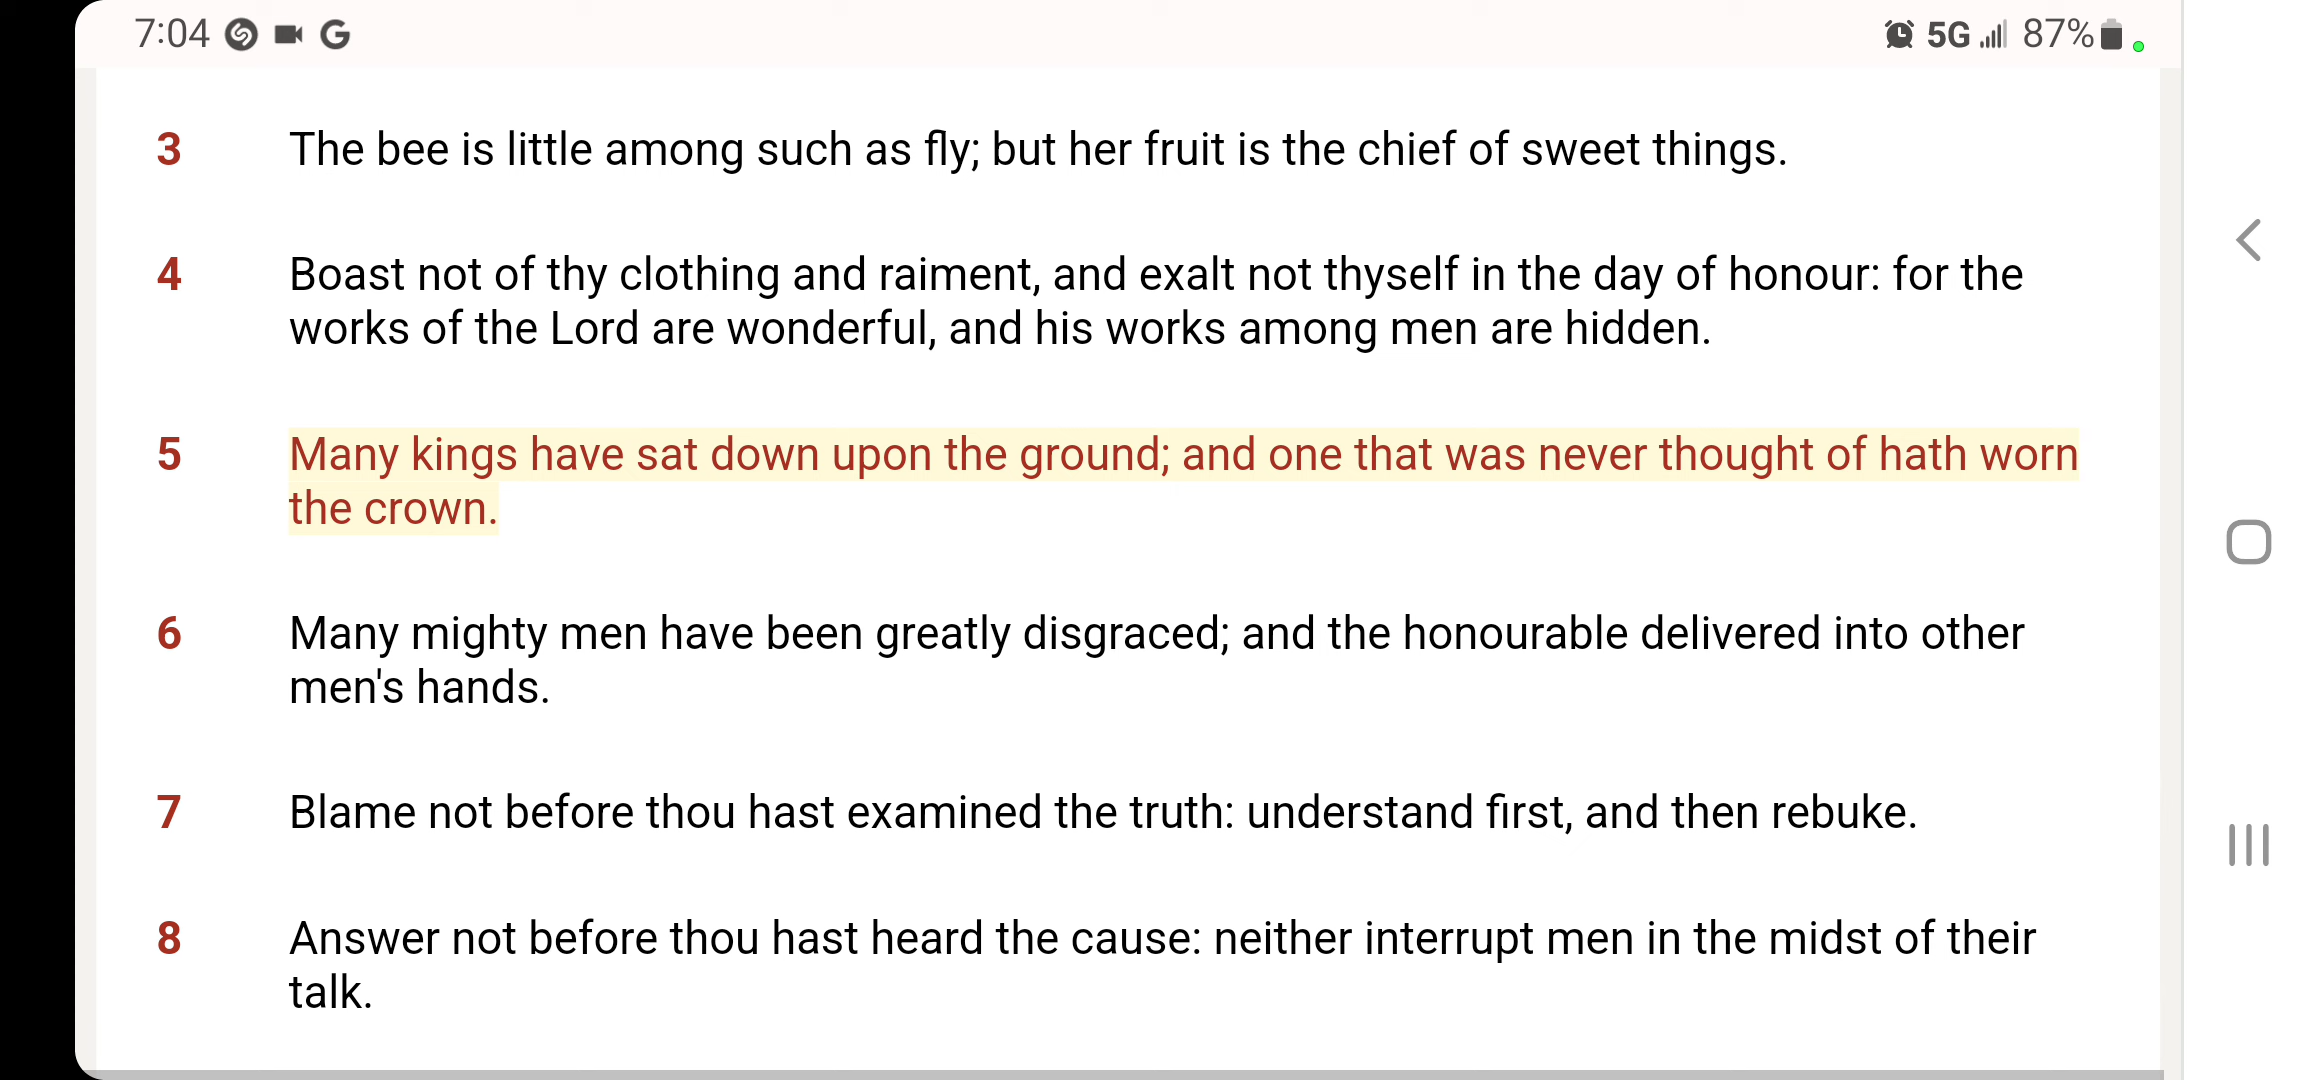 7:04
5G 87%
3 The bee is little among such as fly; but her fruit is the chief of sweet things.
4 Boast not of thy clothing and raiment, and exalt not thyself in the day of honour: for the
works of the Lord are wonderful, and his works among men are hidden.
5 Many kings have sat down upon the ground; and one that was never thought of hath worn
the crown.
6 Many mighty men have been greatly disgraced; and the honourable delivered into other
men's hands.
7 Blame not before thou hast examined the truth: understand first, and then rebuke.
8 Answer not before thou hast heard the cause: neither interrupt men in the midst of their
talk.